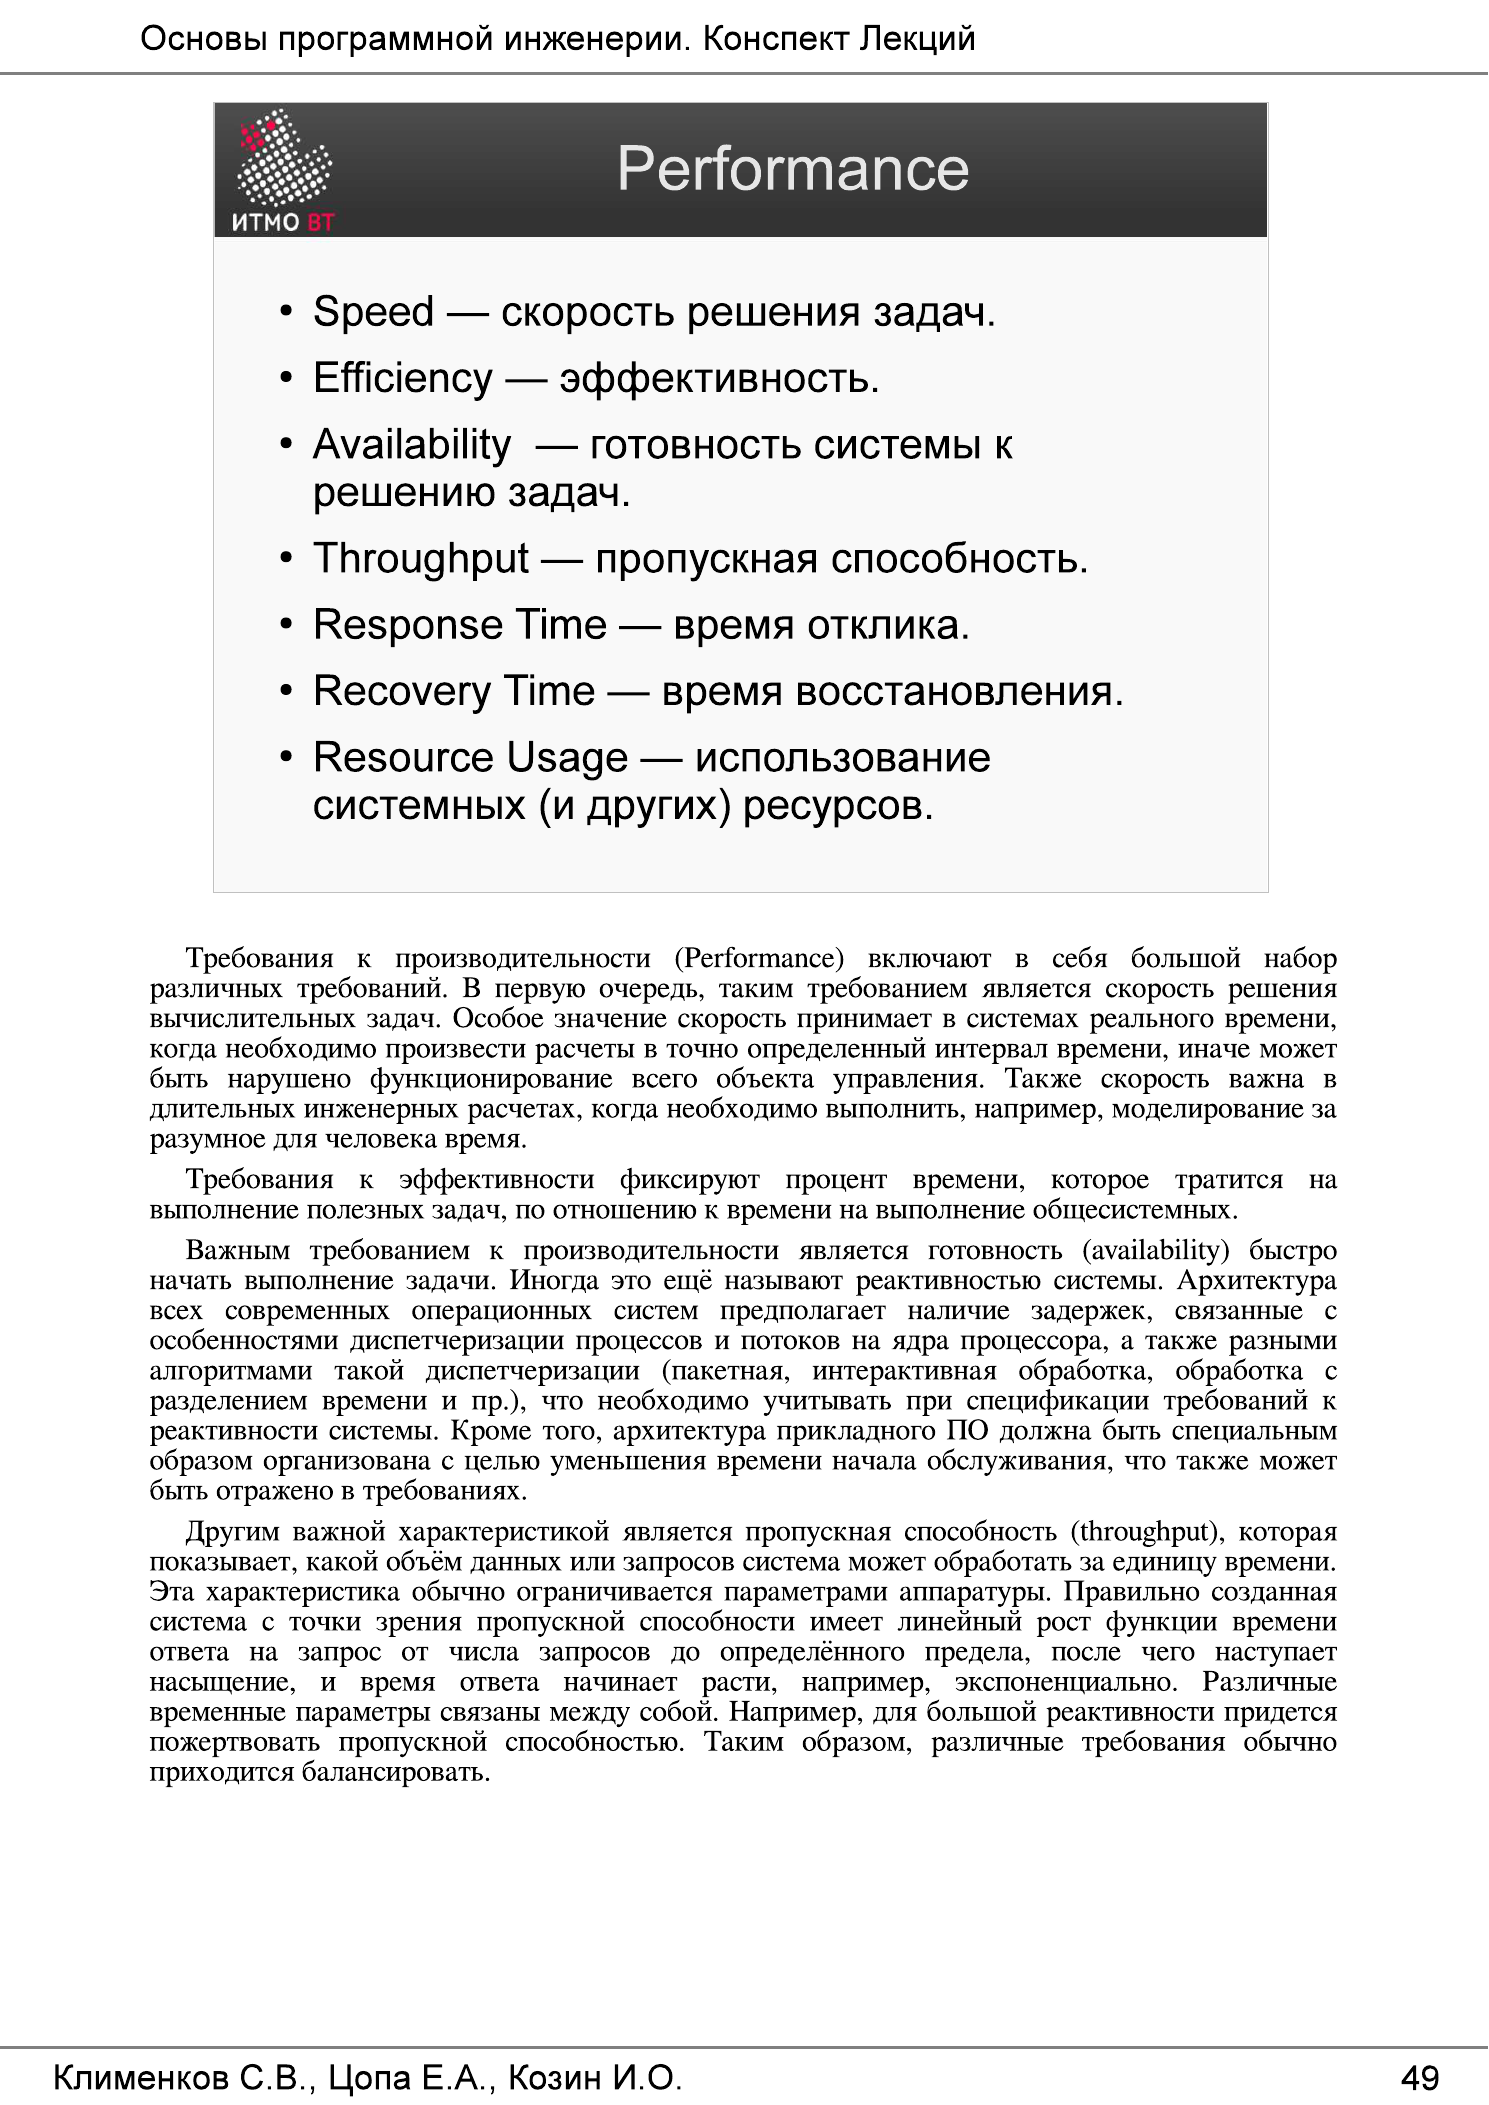 Основы программной инженерии. Конспект Лекций
ИТМО ВТ
Performance
• Speed — скорость решения задач.
• Efficiency — эффективность.
• Availability — готовность системы к
решению задач.
• Throughput — пропускная способность.
• Response Time — время отклика.
• Recovery Time — время восстановления.
• Resource Usage — использование
системных (и других) ресурсов.
Требования к производительности (Performance) включают в себя большой набор
различных требований. В первую очередь, таким требованием является скорость решения
вычислительных задач. Особое значение скорость принимает в системах реального времени,
когда необходимо произвести расчеты в точно определенный интервал времени, иначе может
быть нарушено функционирование всего объекта управления. Также скорость важна в
длительных инженерных расчетах, когда необходимо выполнить, например, моделирование за
разумное для человека время.
Требования к эффективности фиксируют процент времени, которое тратится на
выполнение полезных задач, по отношению к времени на выполнение общесистемных.
Важным требованием к производительности является готовность (availability) быстро
начать выполнение задачи. Иногда это ещё называют реактивностью системы. Архитектура
всех современных операционных систем предполагает наличие задержек, связанные с
особенностями диспетчеризации процессов и потоков на ядра процессора, а также разными
алгоритмами такой диспетчеризации (пакетная, интерактивная обработка, обработка с
разделением времени и пр.), что необходимо учитывать при спецификации требований к
реактивности системы. Кроме того, архитектура прикладного ПО должна быть специальным
образом организована с целью уменьшения времени начала обслуживания, что также может
быть отражено в требованиях.
Другим важной характеристикой является пропускная способность (throughput), которая
показывает, какой объём данных или запросов система может обработать за единицу времени.
Эта характеристика обычно ограничивается параметрами аппаратуры. Правильно созданная
система с точки зрения пропускной способности имеет линейный рост функции времени
ответа на запрос от числа запросов до определённого предела, после чего наступает
насыщение, и время ответа начинает расти, например, экспоненциально. Различные
временные параметры связаны между собой. Например, для большой реактивности придется
пожертвовать пропускной способностью. Таким образом, различные требования обычно
приходится балансировать.
Клименков С.В., Цопа Е.А., Козин И.О.
49